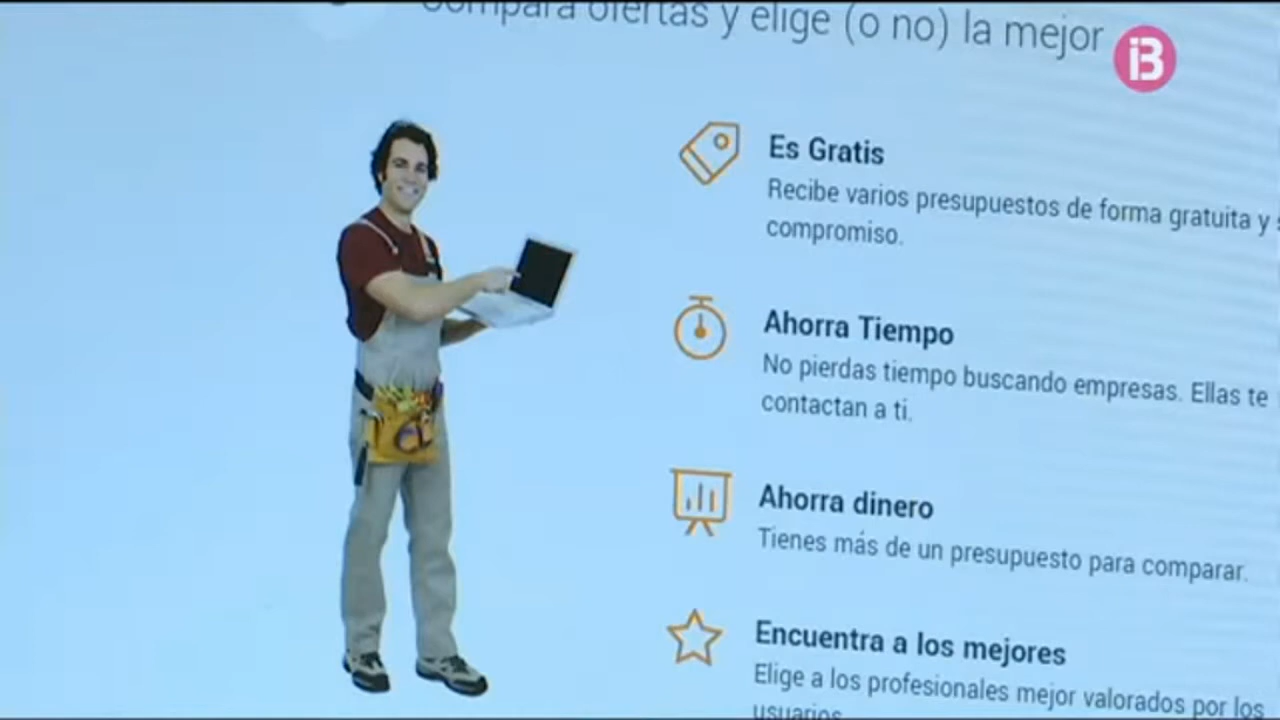 Compara ofertas y elige (o no) la mejor
iB
Es Gratis
Recibe varios presupuestos de forma gratuita y
compromiso.
Ahorra Tiempo
No pierdas tiempo buscando empresas. Ellas te
contactan a ti.
Ahorra dinero
Tienes más de un presupuesto para comparar.
Encuentra a los mejores
Elige a los profesionales mejor valorados por los
usuarios